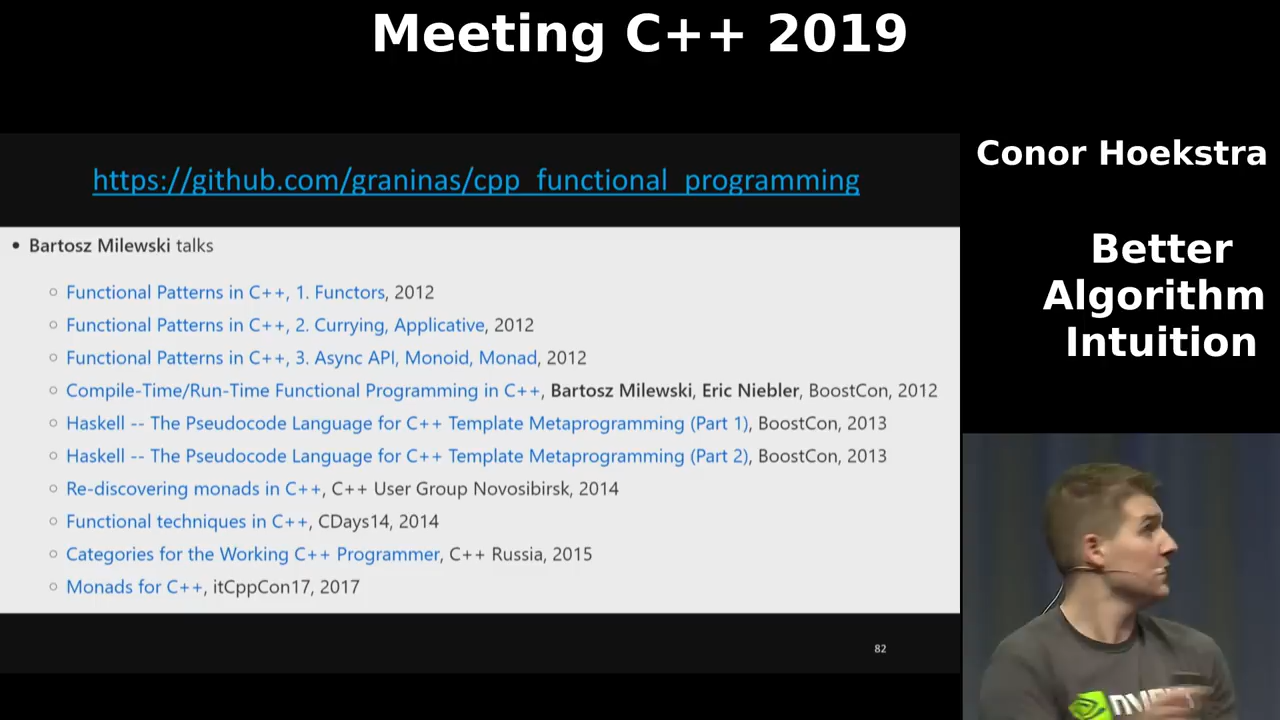 Meeting C++ 2019
https://github.com/graninas/cpp_functional_programming
Conor Hoekstra
Better
Algorithm
Intuition
• Bartosz Milewski talks
○ Functional Patterns in C++, 1. Functors, 2012
○ Functional Patterns in C++, 2. Currying, Applicative, 2012
○ Functional Patterns in C++, 3. Async API, Monoid, Monad, 2012
○ Compile-Time/Run-Time Functional Programming in C++, Bartosz Milewski, Eric Niebler, BoostCon, 2012
○ Haskell -- The Pseudocode Language for C++ Template Metaprogramming (Part 1), BoostCon, 2013
○ Haskell -- The Pseudocode Language for C++ Template Metaprogramming (Part 2), BoostCon, 2013
○ Re-discovering monads in C++, C++ User Group Novosibirsk, 2014
○ Functional techniques in C++, CDays14, 2014
○ Categories for the Working C++ Programmer, C++ Russia, 2015
○ Monads for C++, itCppCon17, 2017
82